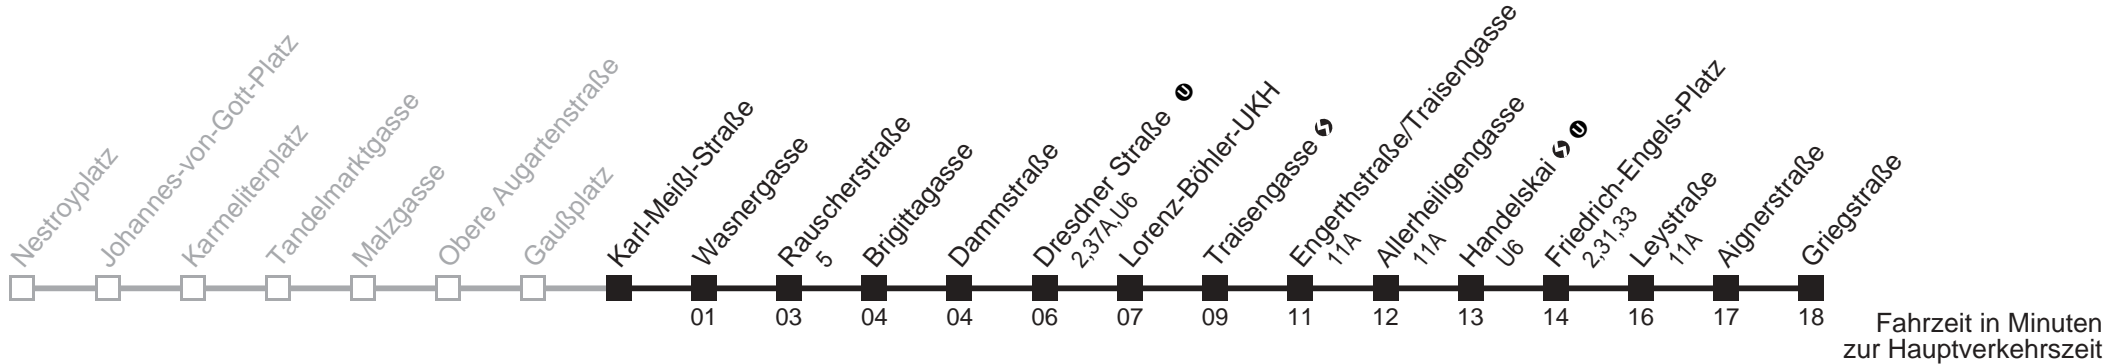 Nestroyplatz
Johannes-von-Gott-Platz
Karmeliterplatz
Tandelmarktgasse
Malzgasse
Obere Augartenstraße
Gaußplatz
Karl-Meißl-Straße
Wasnergasse
01
Rauscherstraße
5
03
Brigittagasse
04
Dammstraße
04
Dresdner Straße U
2,37A,U6
06
Lorenz-Böhler-UKH
07
Traisengasse
09
Engerthstraße/Traisengasse
11A
11
Allerheiligengasse
11A
12
Handelskai U
U6
13
Friedrich-Engels-Platz
2,31,33
14
Leystraße
11A
16
Aignerstraße
17
Griegstraße
18
Fahrzeit in Minuten
zur Hauptverkehrszeit